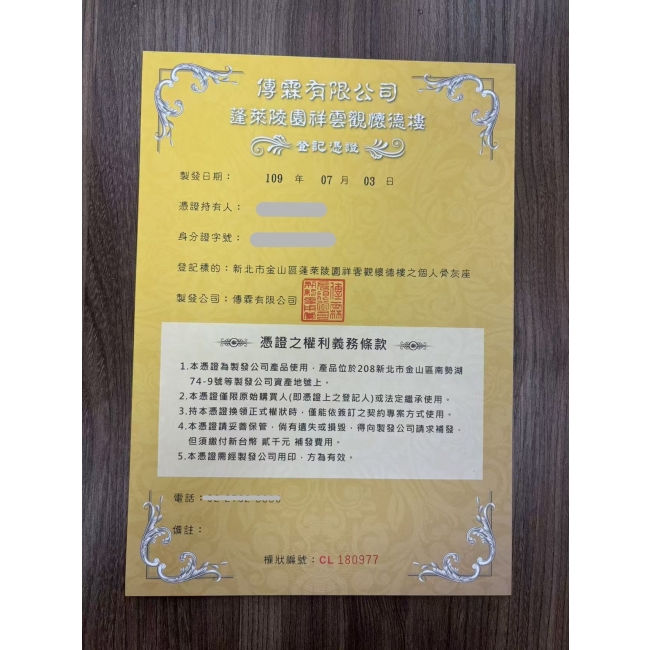 傳霖有限公司
蓬萊陵園祥雲觀懷德樓
登記憑證
製發日期： 109 年 07 月 03 日
憑證持有人：
身分證字號：
登記標的：新北市金山區蓬萊陵園祥雲觀懷德樓之個人骨灰座
製發公司：傳霖有限公司
憑證之權利義務條款
1.本憑證為製發公司產品使用，產品位於208新北市金山區南勢湖
74-9號等製發公司資產地號上。
2.本憑證僅限原始購買人(即憑證上之登記人)或法定繼承使用。
3.持本憑證換領正式權狀時，僅能依簽訂之契約專案方式使用。
4.本憑證請妥善保管，倘有遺失或損毀，得向製發公司請求補發，
但須繳付新台幣 貳千元 補發費用。
5.本憑證需經製發公司用印，方為有效。
電話：
備註：
權狀編號：CL 180977